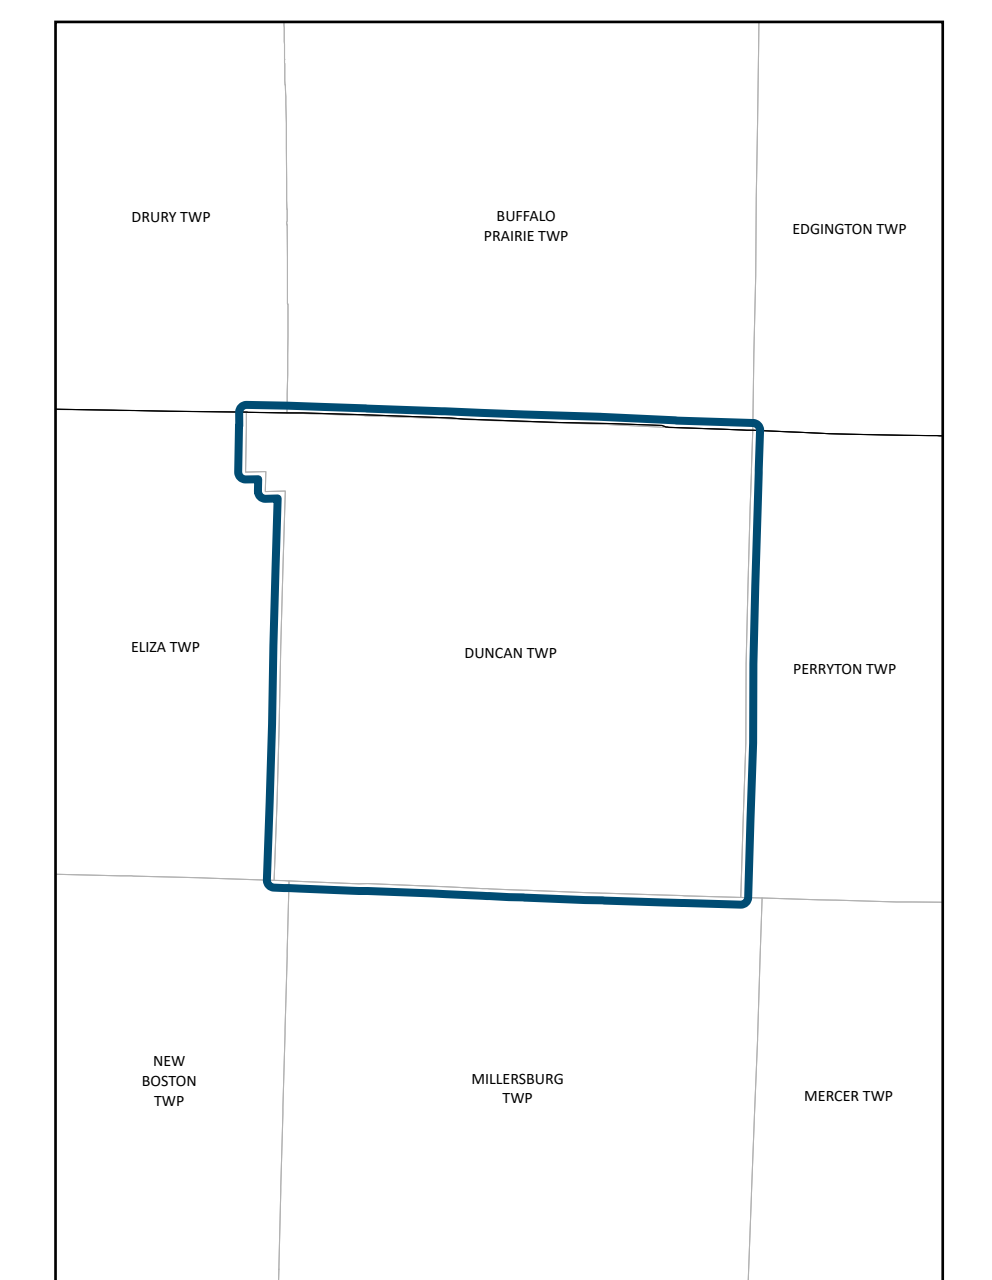 DRURY TWP
BUFFALO
PRAIRIE TWP
EDGINGTON TWP
ELIZA TWP
DUNCAN TWP
PERRYTON TWP
NEW
BOSTON
TWP
MILLERSBURG
TWP
MERCER TWP